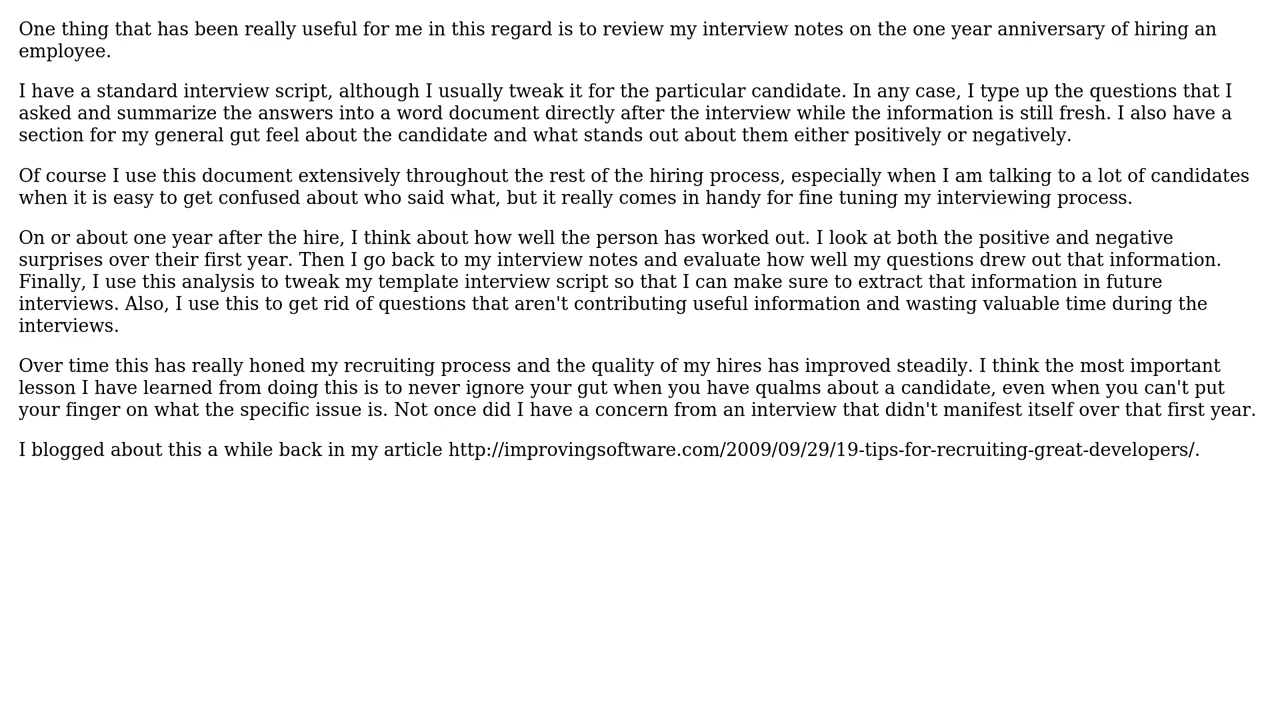 One thing that has been really useful for me in this regard is to review my interview notes on the one year anniversary of hiring an
employee.
I have a standard interview script, although I usually tweak it for the particular candidate. In any case, I type up the questions that I
asked and summarize the answers into a word document directly after the interview while the information is still fresh. I also have a
section for my general gut feel about the candidate and what stands out about them either positively or negatively.
Of course I use this document extensively throughout the rest of the hiring process, especially when I am talking to a lot of candidates
when it is easy to get confused about who said what, but it really comes in handy for fine tuning my interviewing process.
On or about one year after the hire, I think about how well the person has worked out. I look at both the positive and negative
surprises over their first year. Then I go back to my interview notes and evaluate how well my questions drew out that information.
Finally, I use this analysis to tweak my template interview script so that I can make sure to extract that information in future
interviews. Also, I use this to get rid of questions that aren't contributing useful information and wasting valuable time during the
interviews.
Over time this has really honed my recruiting process and the quality of my hires has improved steadily. I think the most important
lesson I have learned from doing this is to never ignore your gut when you have qualms about a candidate, even when you can't put
your finger on what the specific issue is. Not once did I have a concern from an interview that didn't manifest itself over that first year.
I blogged about this a while back in my article http://improvingsoftware.com/2009/09/29/19-tips-for-recruiting-great-developers/.